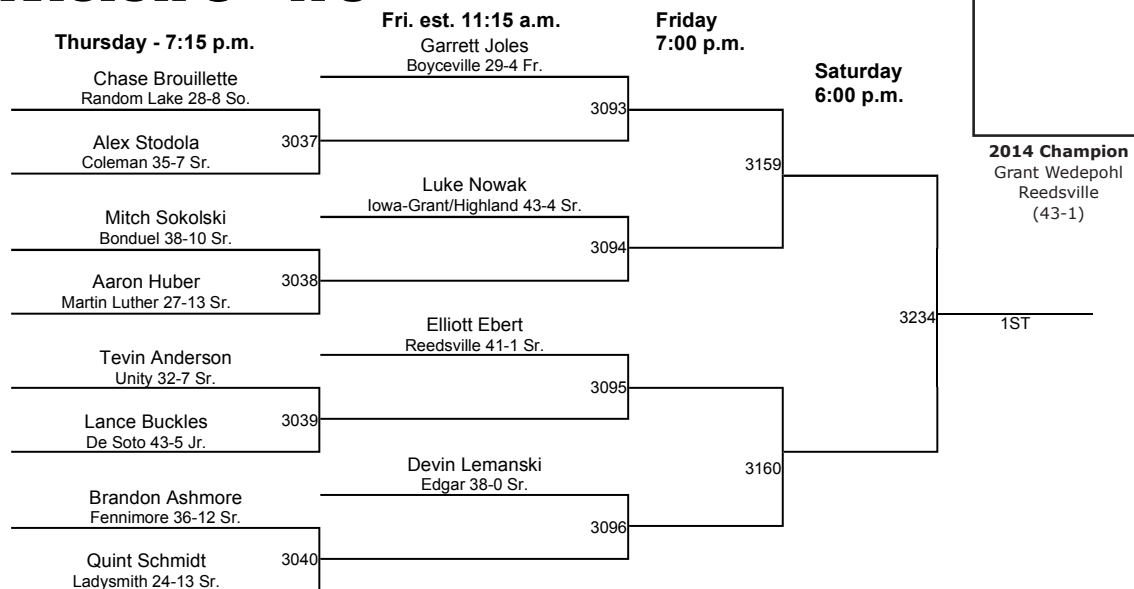 Thursday - 7:15 p.m.
Chase Brouillette
Random Lake 28-8 So.
3037
Alex Stodola
Coleman 35-7 Sr.
Mitch Sokolski
Bonduel 38-10 Sr.
3038
Aaron Huber
Martin Luther 27-13 Sr.
Tevin Anderson
Unity 32-7 Sr.
3039
Lance Buckles
De Soto 43-5 Jr.
Brandon Ashmore
Fennimore 36-12 Sr.
3040
Quint Schmidt
Ladysmith 24-13 Sr.
Fri. est. 11:15 a.m.
Garrett Joles
Boyceville 29-4 Fr.
3093
Luke Nowak
Iowa-Grant/Highland 43-4 Sr.
3094
Elliott Ebert
Reedsville 41-1 Sr.
3095
Devin Lemanski
Edgar 38-0 Sr.
3096
Friday
7:00 p.m.
3159
3160
Saturday
6:00 p.m.
3234
1ST
2014 Champion
Grant Wedepohl
Reedsville
(43-1)